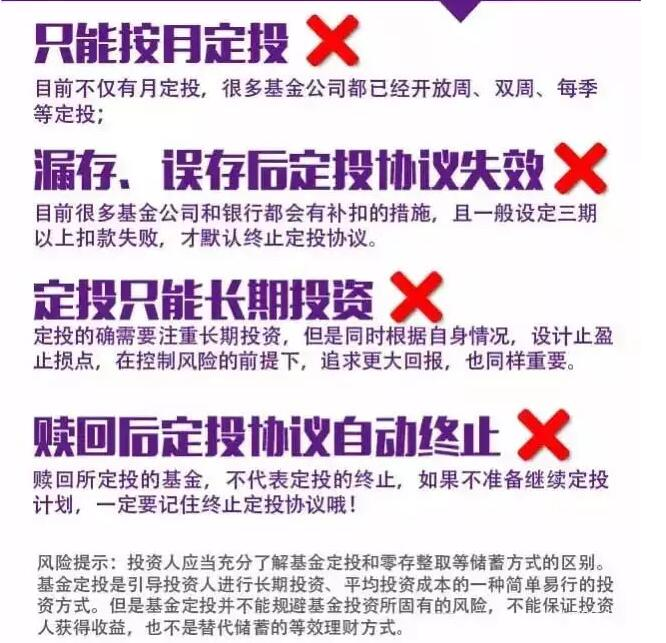 只能按月定投
目前不仅有月定投，很多基金公司都已经开放周、双周、每季
等定投；
漏存、误存后定投协议失效
目前很多基金公司和银行都会有补扣的措施，且一般设定三期
以上扣款失败，才默认终止定投协议。
定投只能长期投资
定投的确需要注重长期投资，但是同时根据自身情况，设计止盈
止损点，在控制风险的前提下，追求更大回报，也同样重要。
赎回后定投协议自动终止
赎回所定投的基金，不代表定投的终止，如果不准备继续定投
计划，一定要记住终止定投协议哦！
风险提示：投资人应当充分了解基金定投和零存整取等储蓄方式的区别。
基金定投是引导投资人进行长期投资、平均投资成本的一种简单易行的投
资方式。但是基金定投并不能规避基金投资所固有的风险，不能保证投资
人获得收益，也不是替代储蓄的等效理财方式。